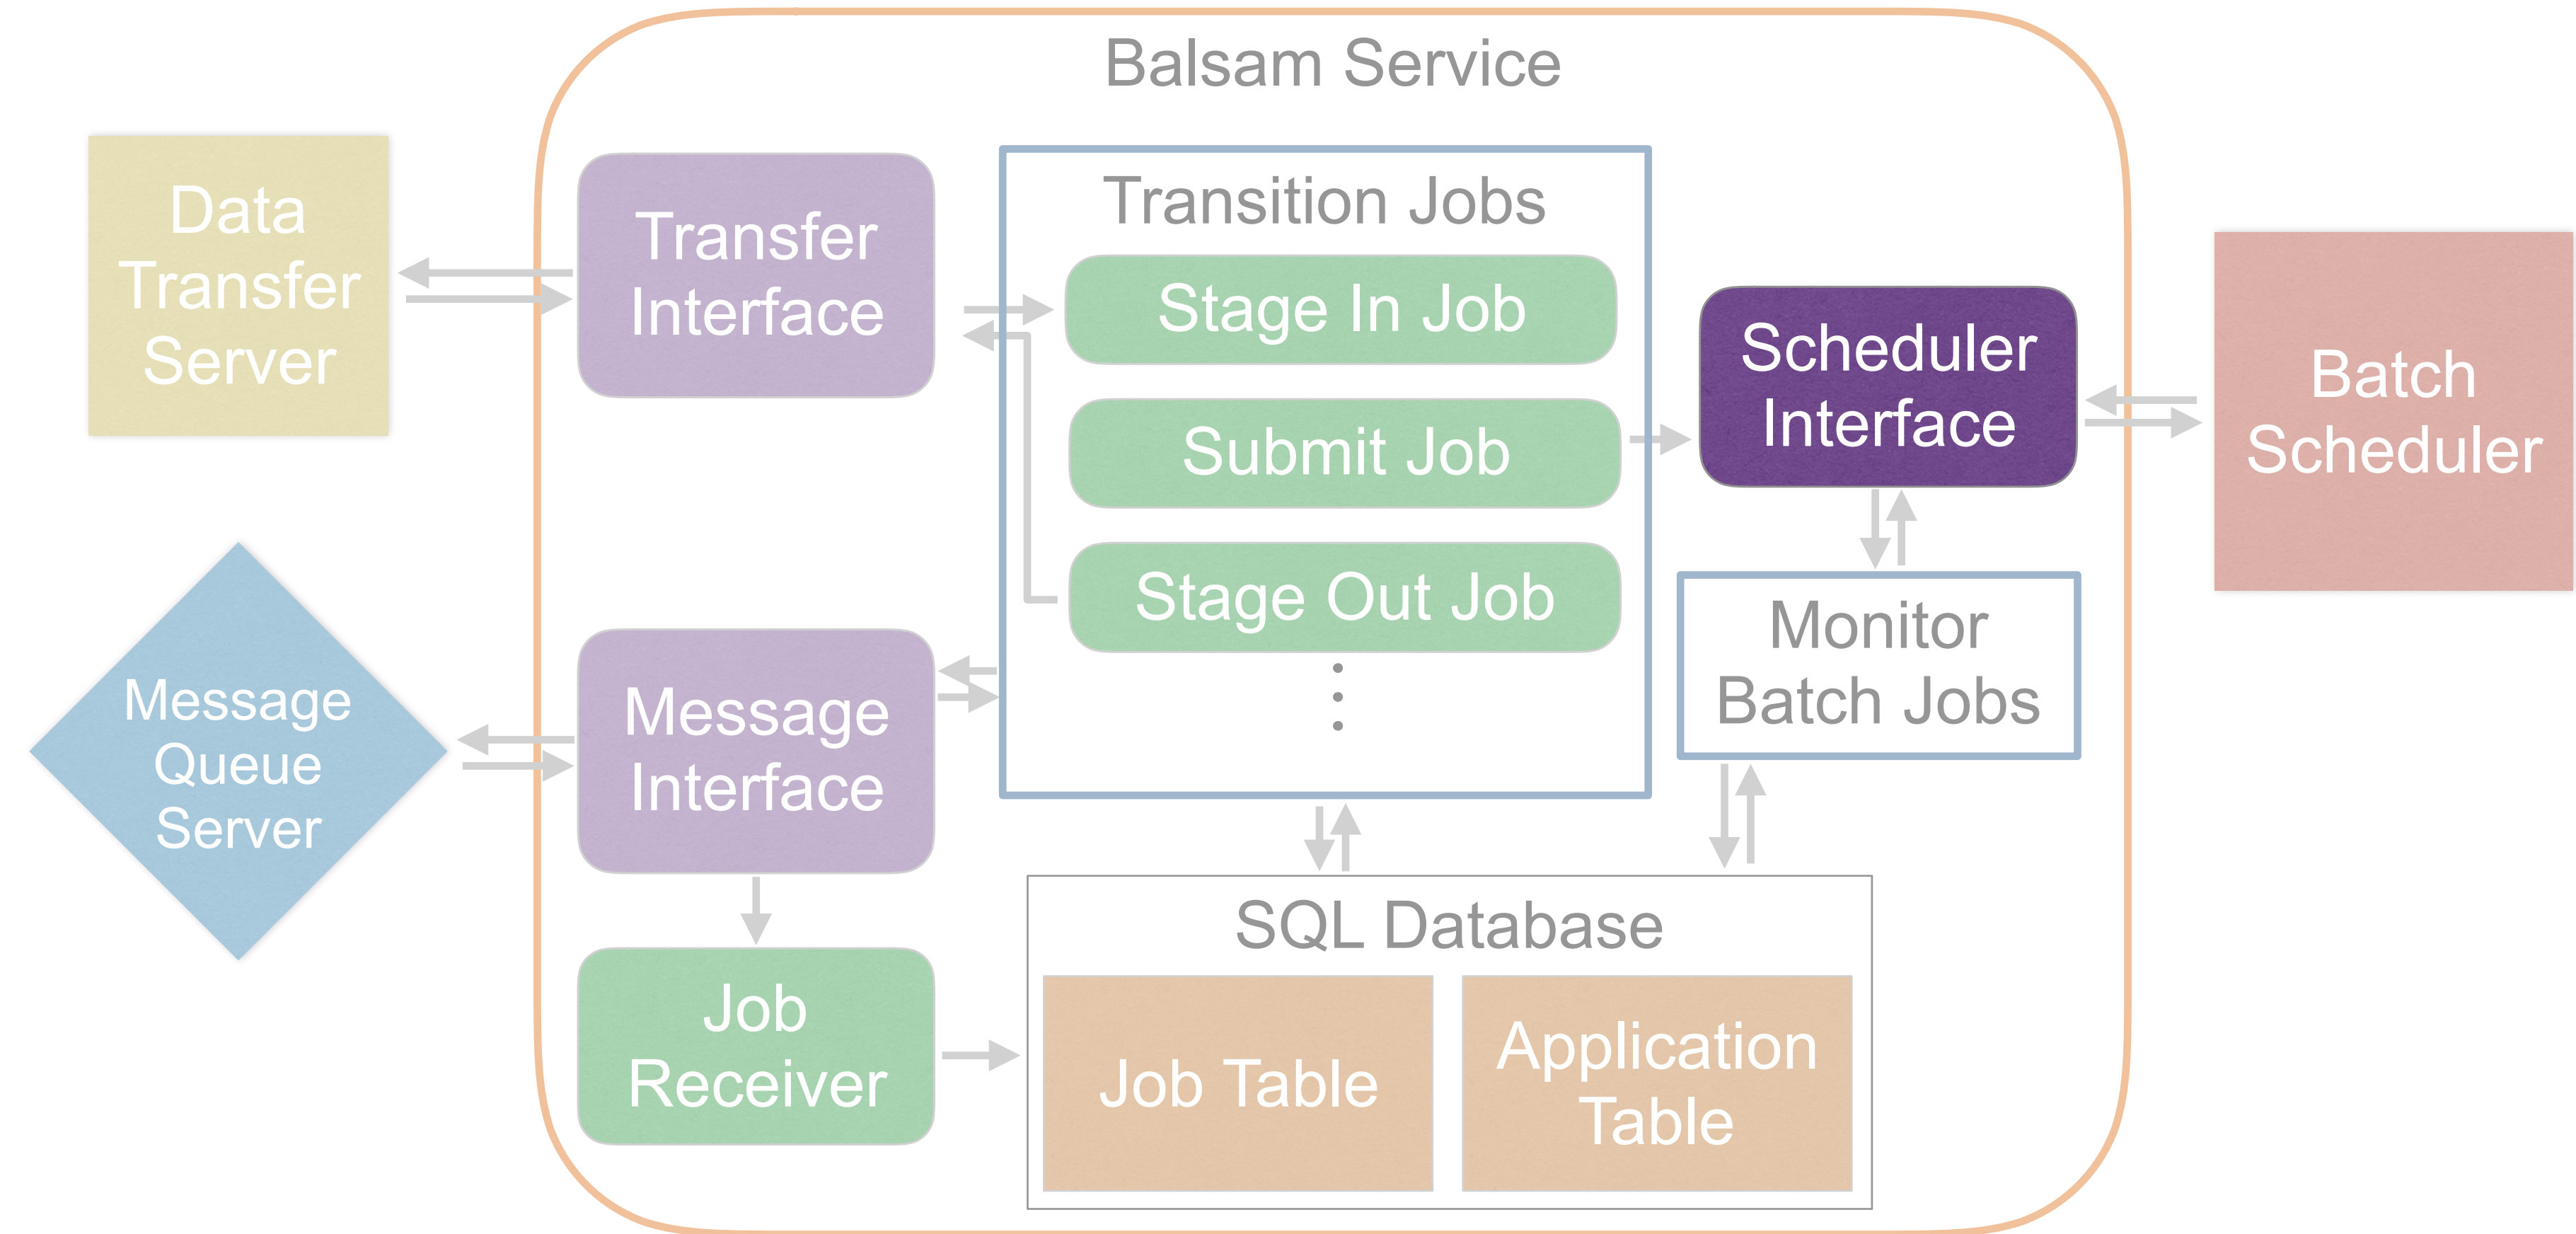 Balsam Service
Data
Transfer
Server
Transfer
Interface
Transition Jobs
Stage In Job
Submit Job
Stage Out Job
Scheduler
Interface
Batch
Scheduler
Message
Queue
Server
Message
Interface
Monitor
Batch Jobs
Job
Receiver
SQL Database
Job Table
Application
Table